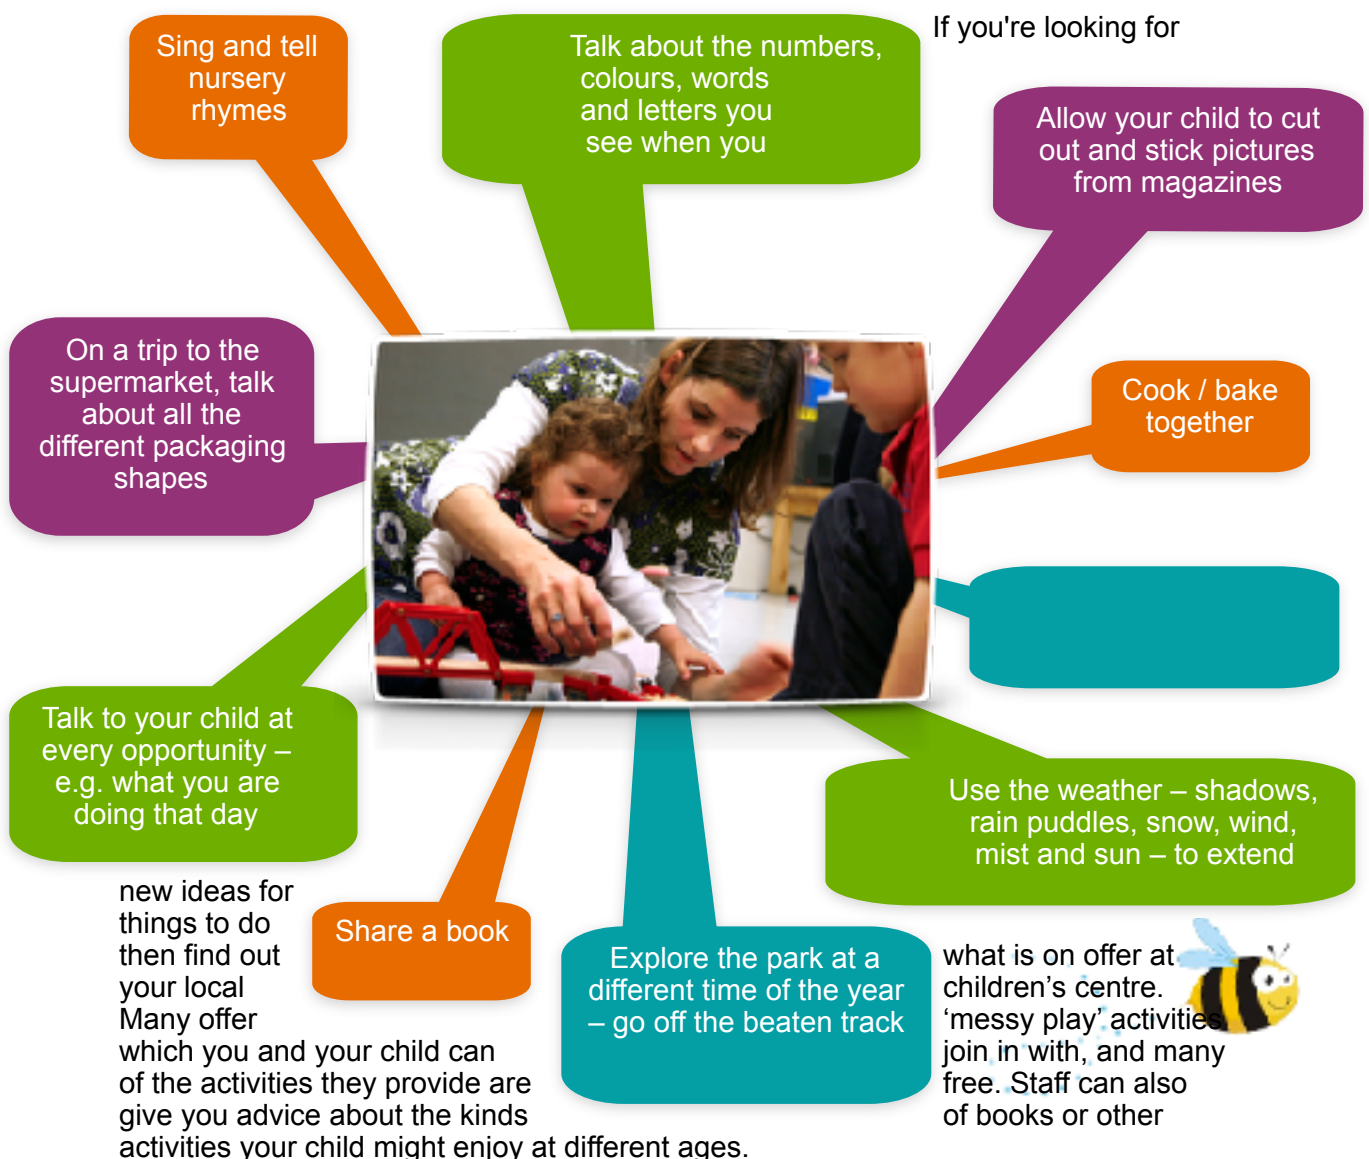 Sing and tell
nursery
rhymes
Talk about the numbers,
colours, words
and letters you
see when you
If you're looking for
Allow your child to cut
out and stick pictures
from magazines
On a trip to the
supermarket, talk
about all the
different packaging
shapes
Cook / bake
together
Talk to your child at
every opportunity –
e.g. what you are
doing that day
Use the weather – shadows,
rain puddles, snow, wind,
mist and sun – to extend
Share a book
Explore the park at a
different time of the year
– go off the beaten track
new ideas for
things to do
then find out what is on offer at
your local children’s centre.
Many offer ‘messy play’ activities
which you and your child can join in with, and many
of the activities they provide are free. Staff can also
give you advice about the kinds of books or other
activities your child might enjoy at different ages.